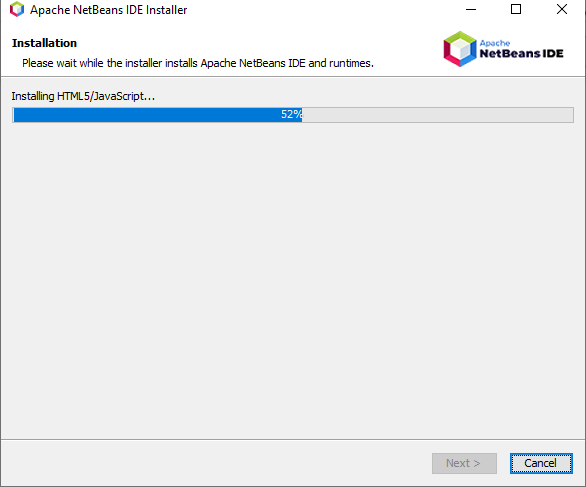 Apache NetBeans IDE Installer
Installation
Please wait while the installer installs Apache NetBeans IDE and runtimes.
Apache
NetBeans IDE
Installing HTML5/JavaScript...
52%
Next >
Cancel